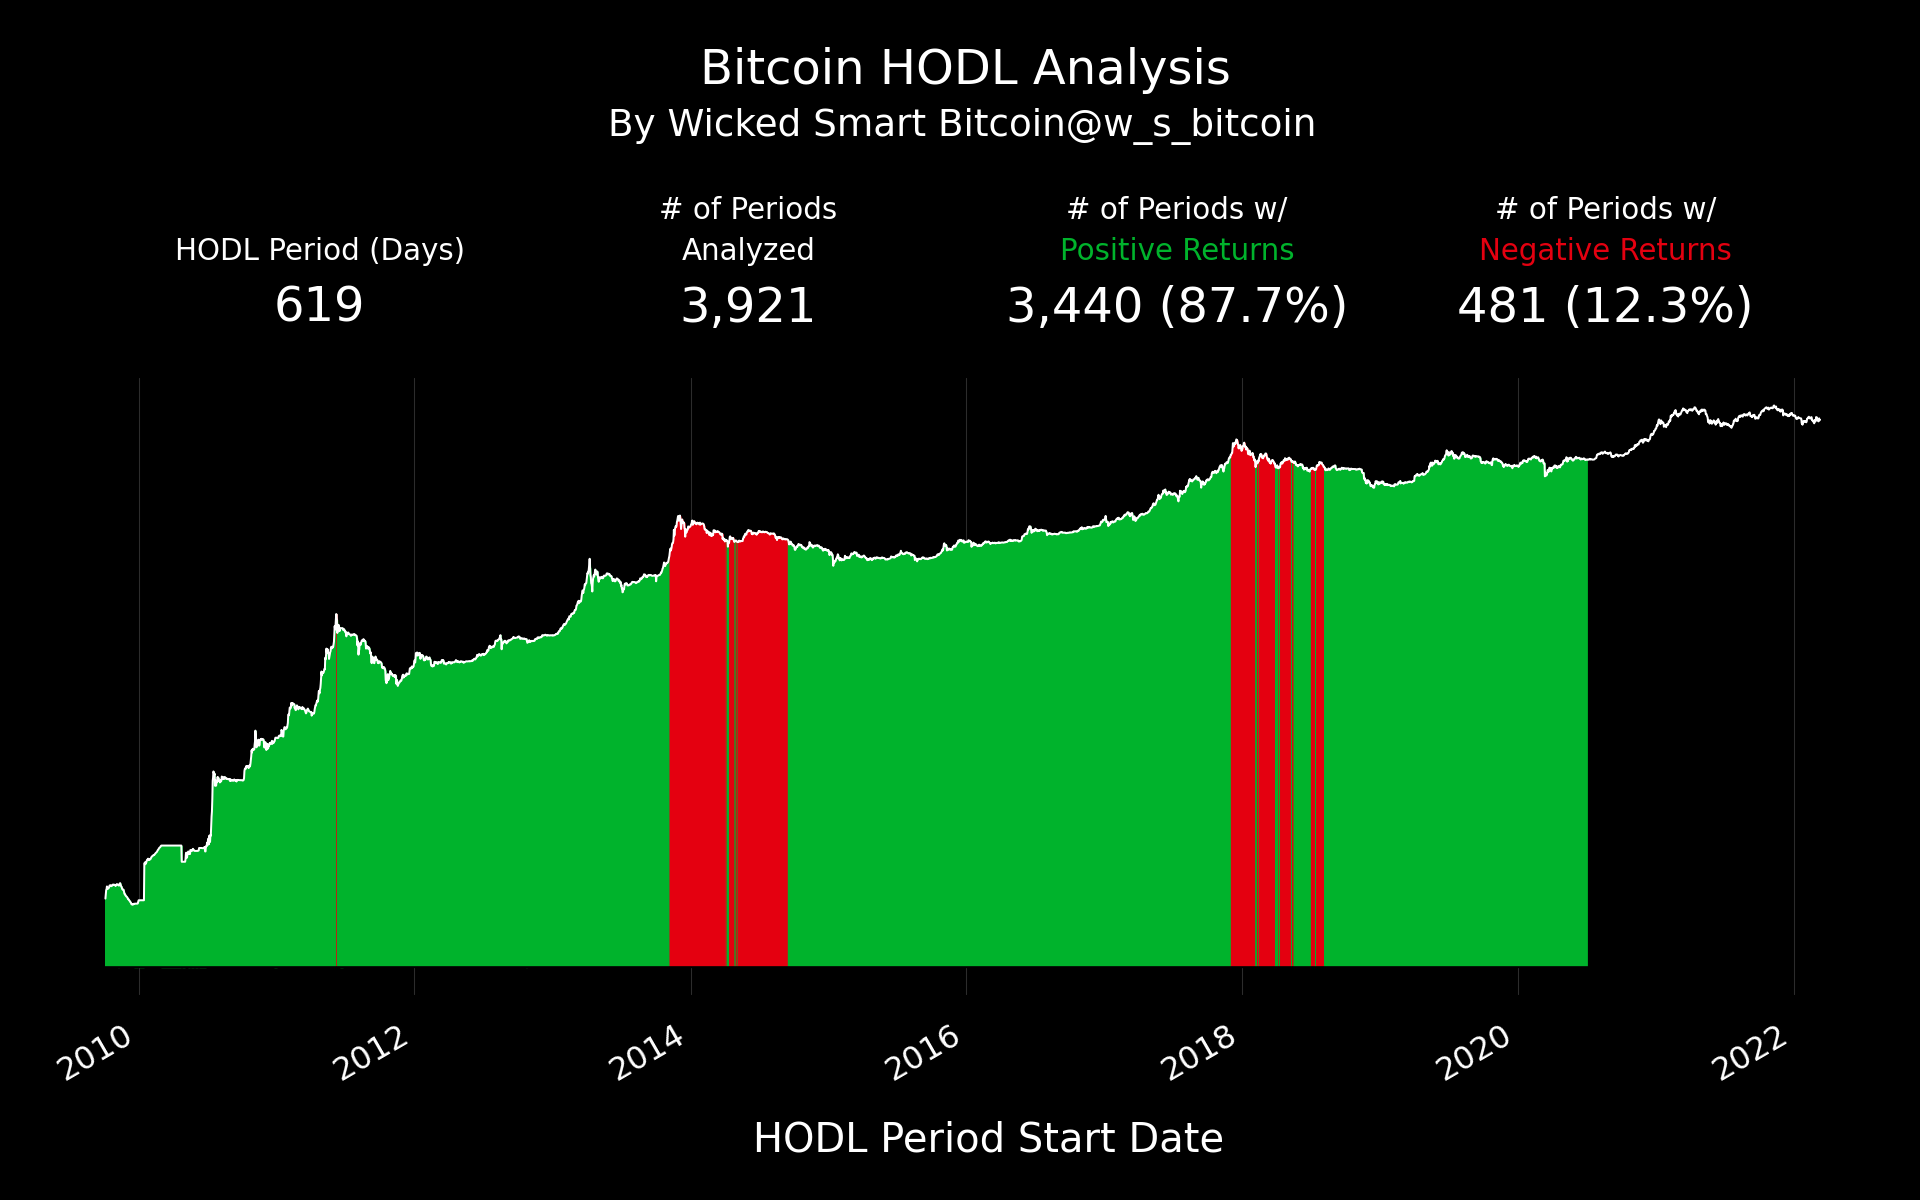 Bitcoin HODL Analysis
By Wicked Smart Bitcoin@w_s_bitcoin
HODL Period (Days)
619
# of Periods
Analyzed
3,921
# of Periods w/
Positive Returns
3,440 (87.7%)
# of Periods w/
Negative Returns
481 (12.3%)
2010
2012
2014
2016
2018
2020
2022
HODL Period Start Date